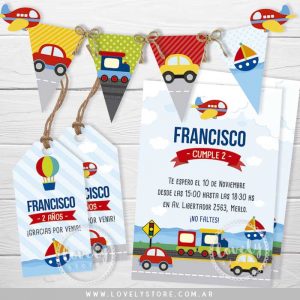 FRANCISCO
CUMPLE 2
TE ESPERO EL 10 DE NOVIEMBRE
DESDE LAS 15:00 HASTA LAS 18:30 HS
EN AV. LIBERTADOR 2563, MERLO.
¡NO FALTES!
FRANCISCO
- 2 AÑOS -
¡GRACIAS POR VENIR!
WWW.LOVELYSTORE.COM.AR